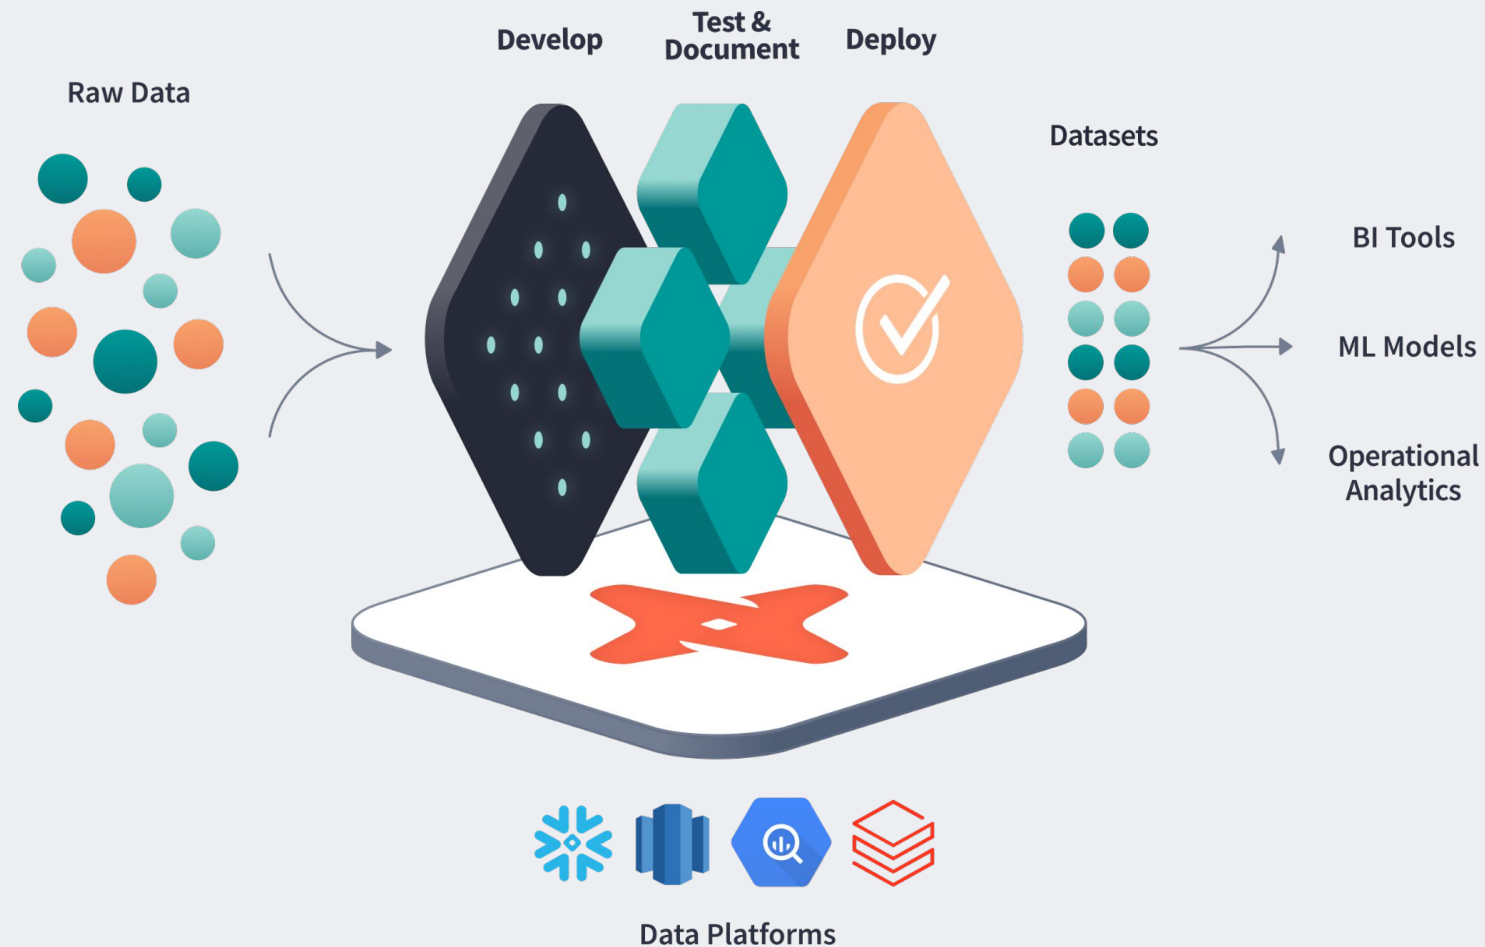 Raw Data
Develop
Test &
Document
Deploy
Datasets
BI Tools
ML Models
Operational
Analytics
Data Platforms